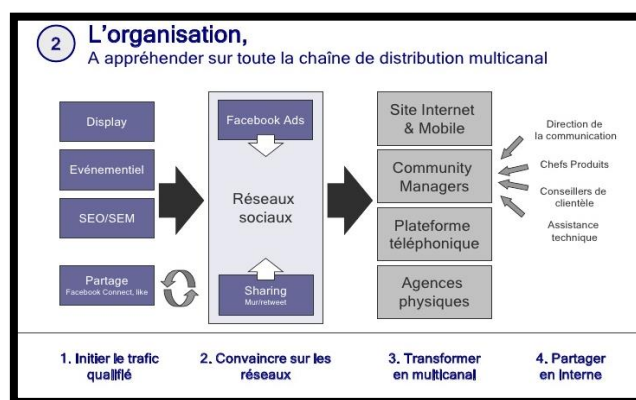 2
L'organisation,
A appréhender sur toute la chaîne de distribution multicanal
Display
Evénementiel
SEO/SEM
Partage
Facebook Connect, like
Facebook Ads
Réseaux
sociaux
Sharing
Mur/retweet
Site Internet
& Mobile
Community
Managers
Plateforme
téléphonique
Agences
physiques
Direction de
la communication
Chefs Produits
Conseillers de
clientèle
Assistance
technique
1. Initier le trafic
qualifié
2. Convaincre sur les
réseaux
3. Transformer
en multicanal
4. Partager
en interne